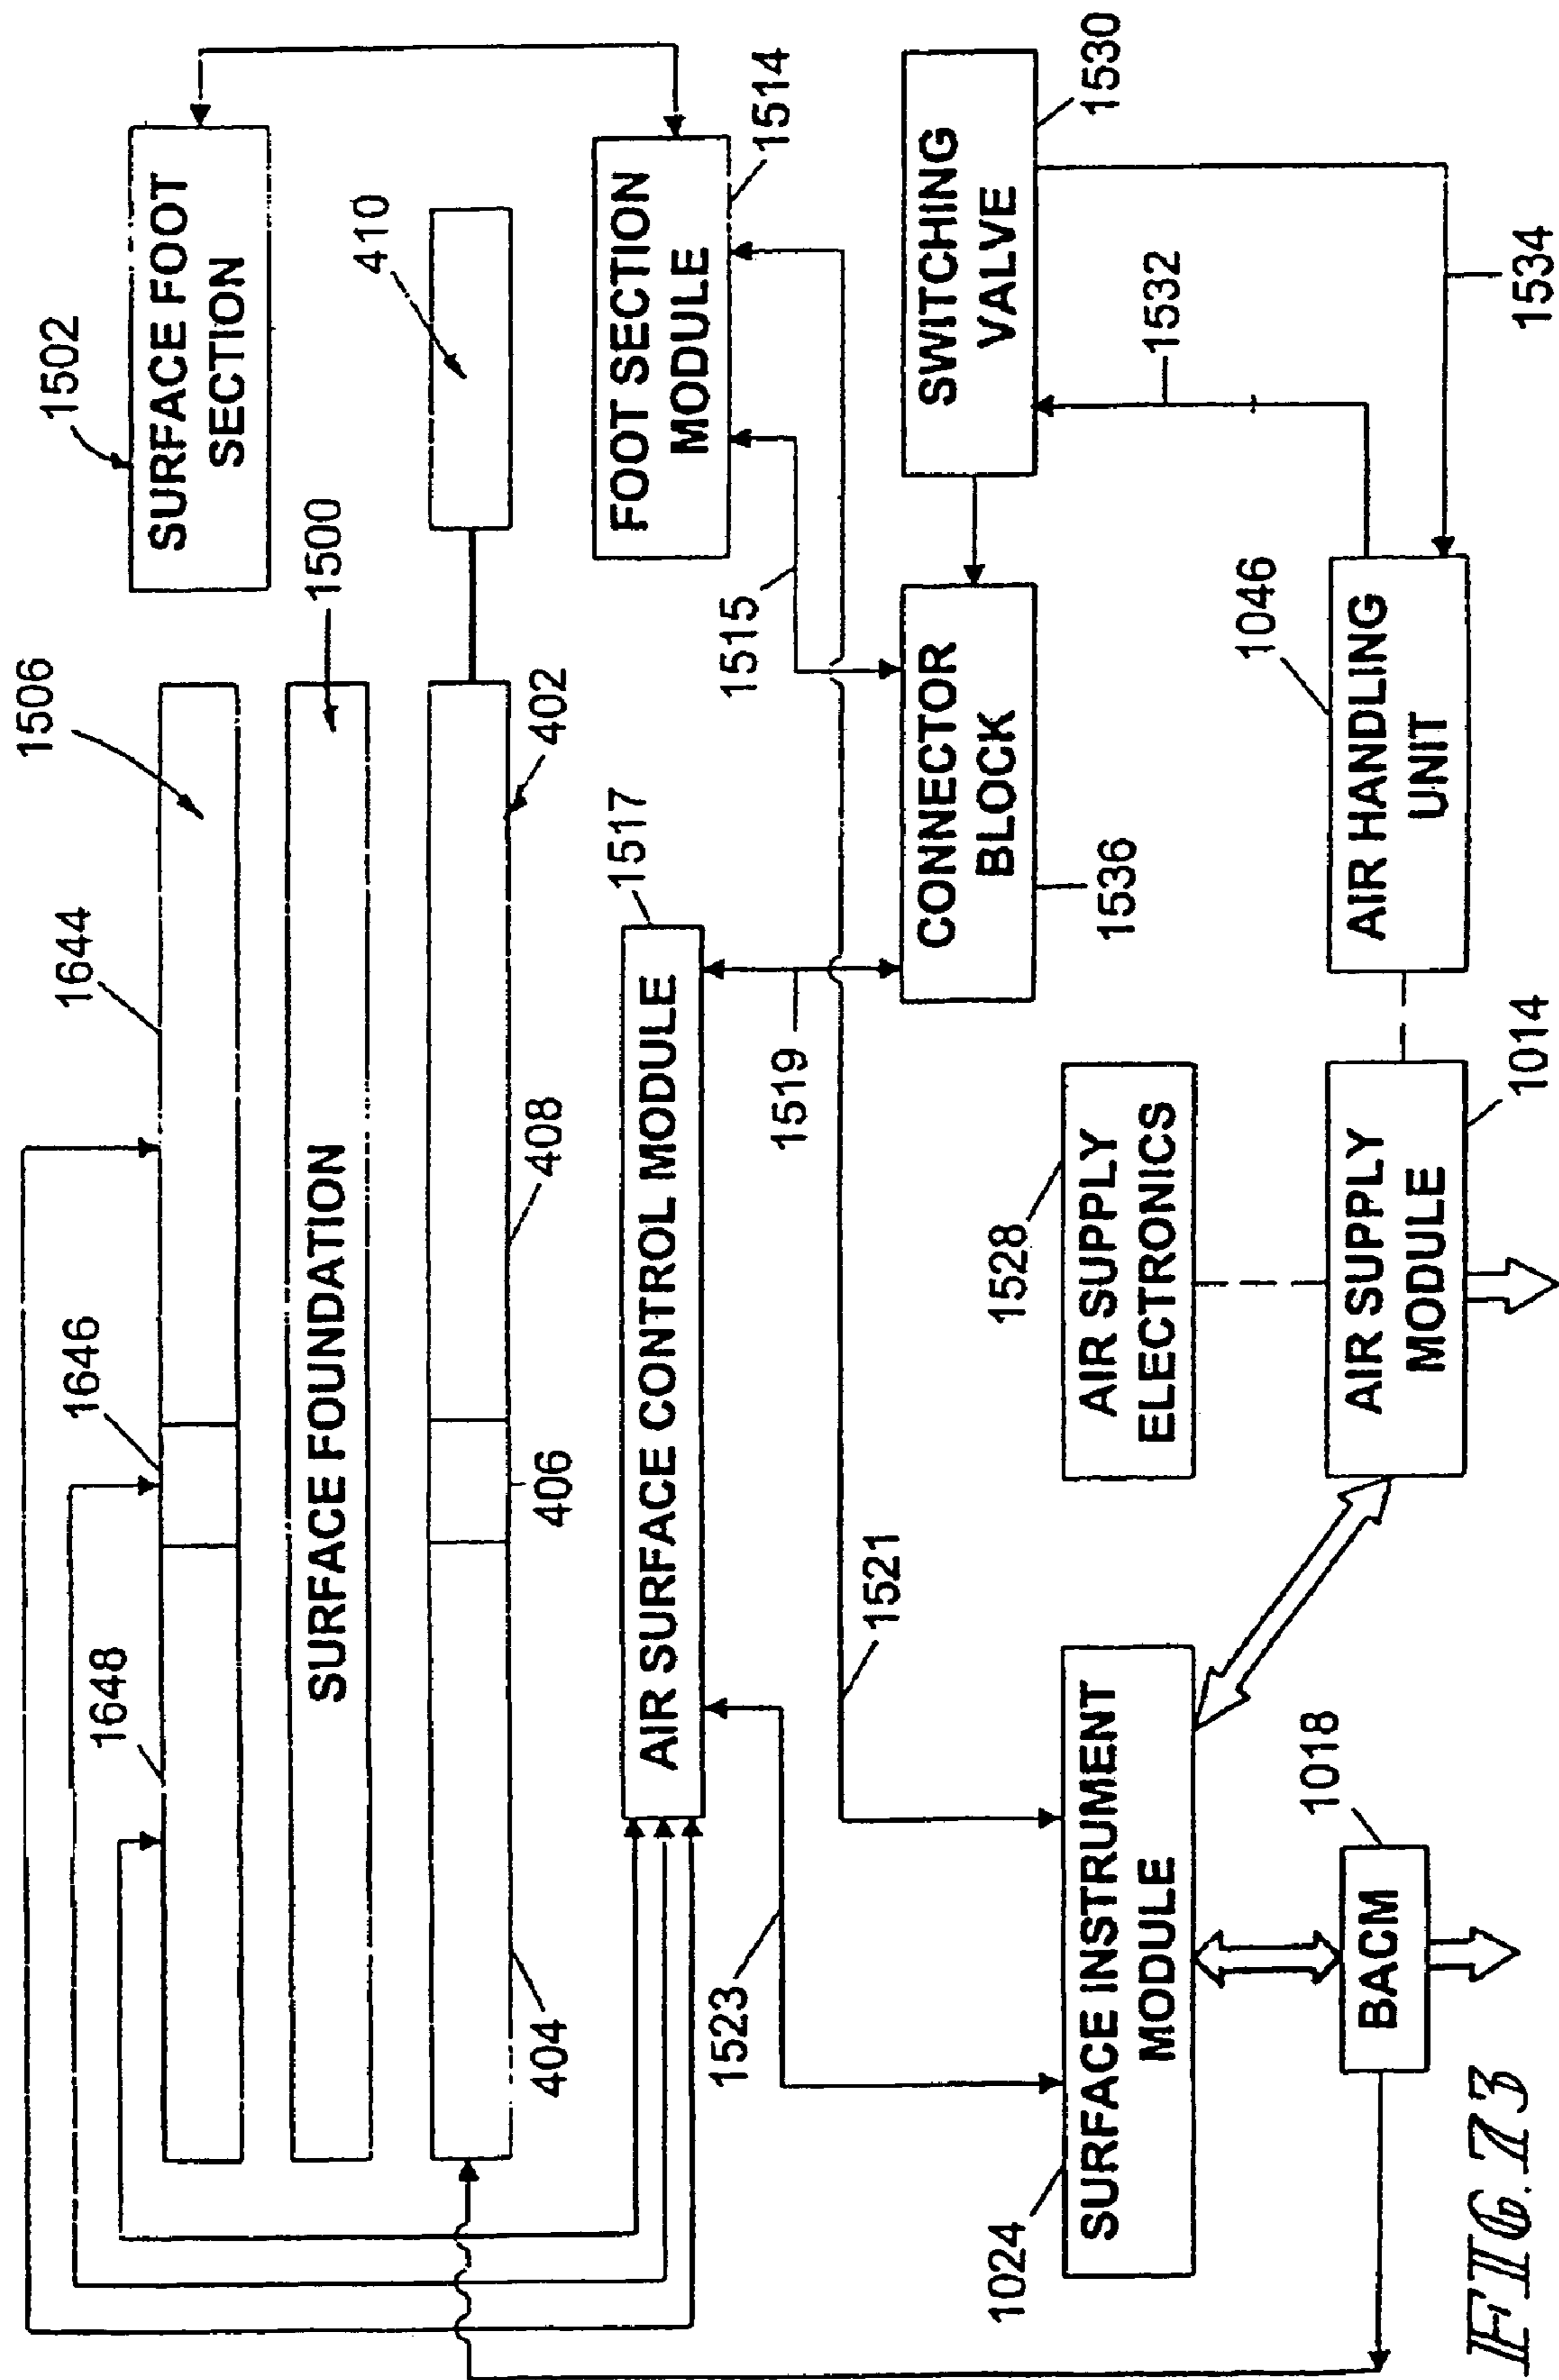 1506
1502
SURFACE FOOT
SECTION
1644
1646
1648
1500
SURFACE FOUNDATION
410
402
408
406
404
1514
FOOT SECTION
MODULE
1517
AIR SURFACE CONTROL MODULE
1515
1519
1521
1523
1530
SWITCHING
VALVE
1532
1534
CONNECTOR
BLOCK
1536
1528
AIR SUPPLY
ELECTRONICS
1046
AIR HANDLING
UNIT
AIR SUPPLY
MODULE
1014
1024
SURFACE INSTRUMENT
MODULE
1018
BACM
FIG. 73